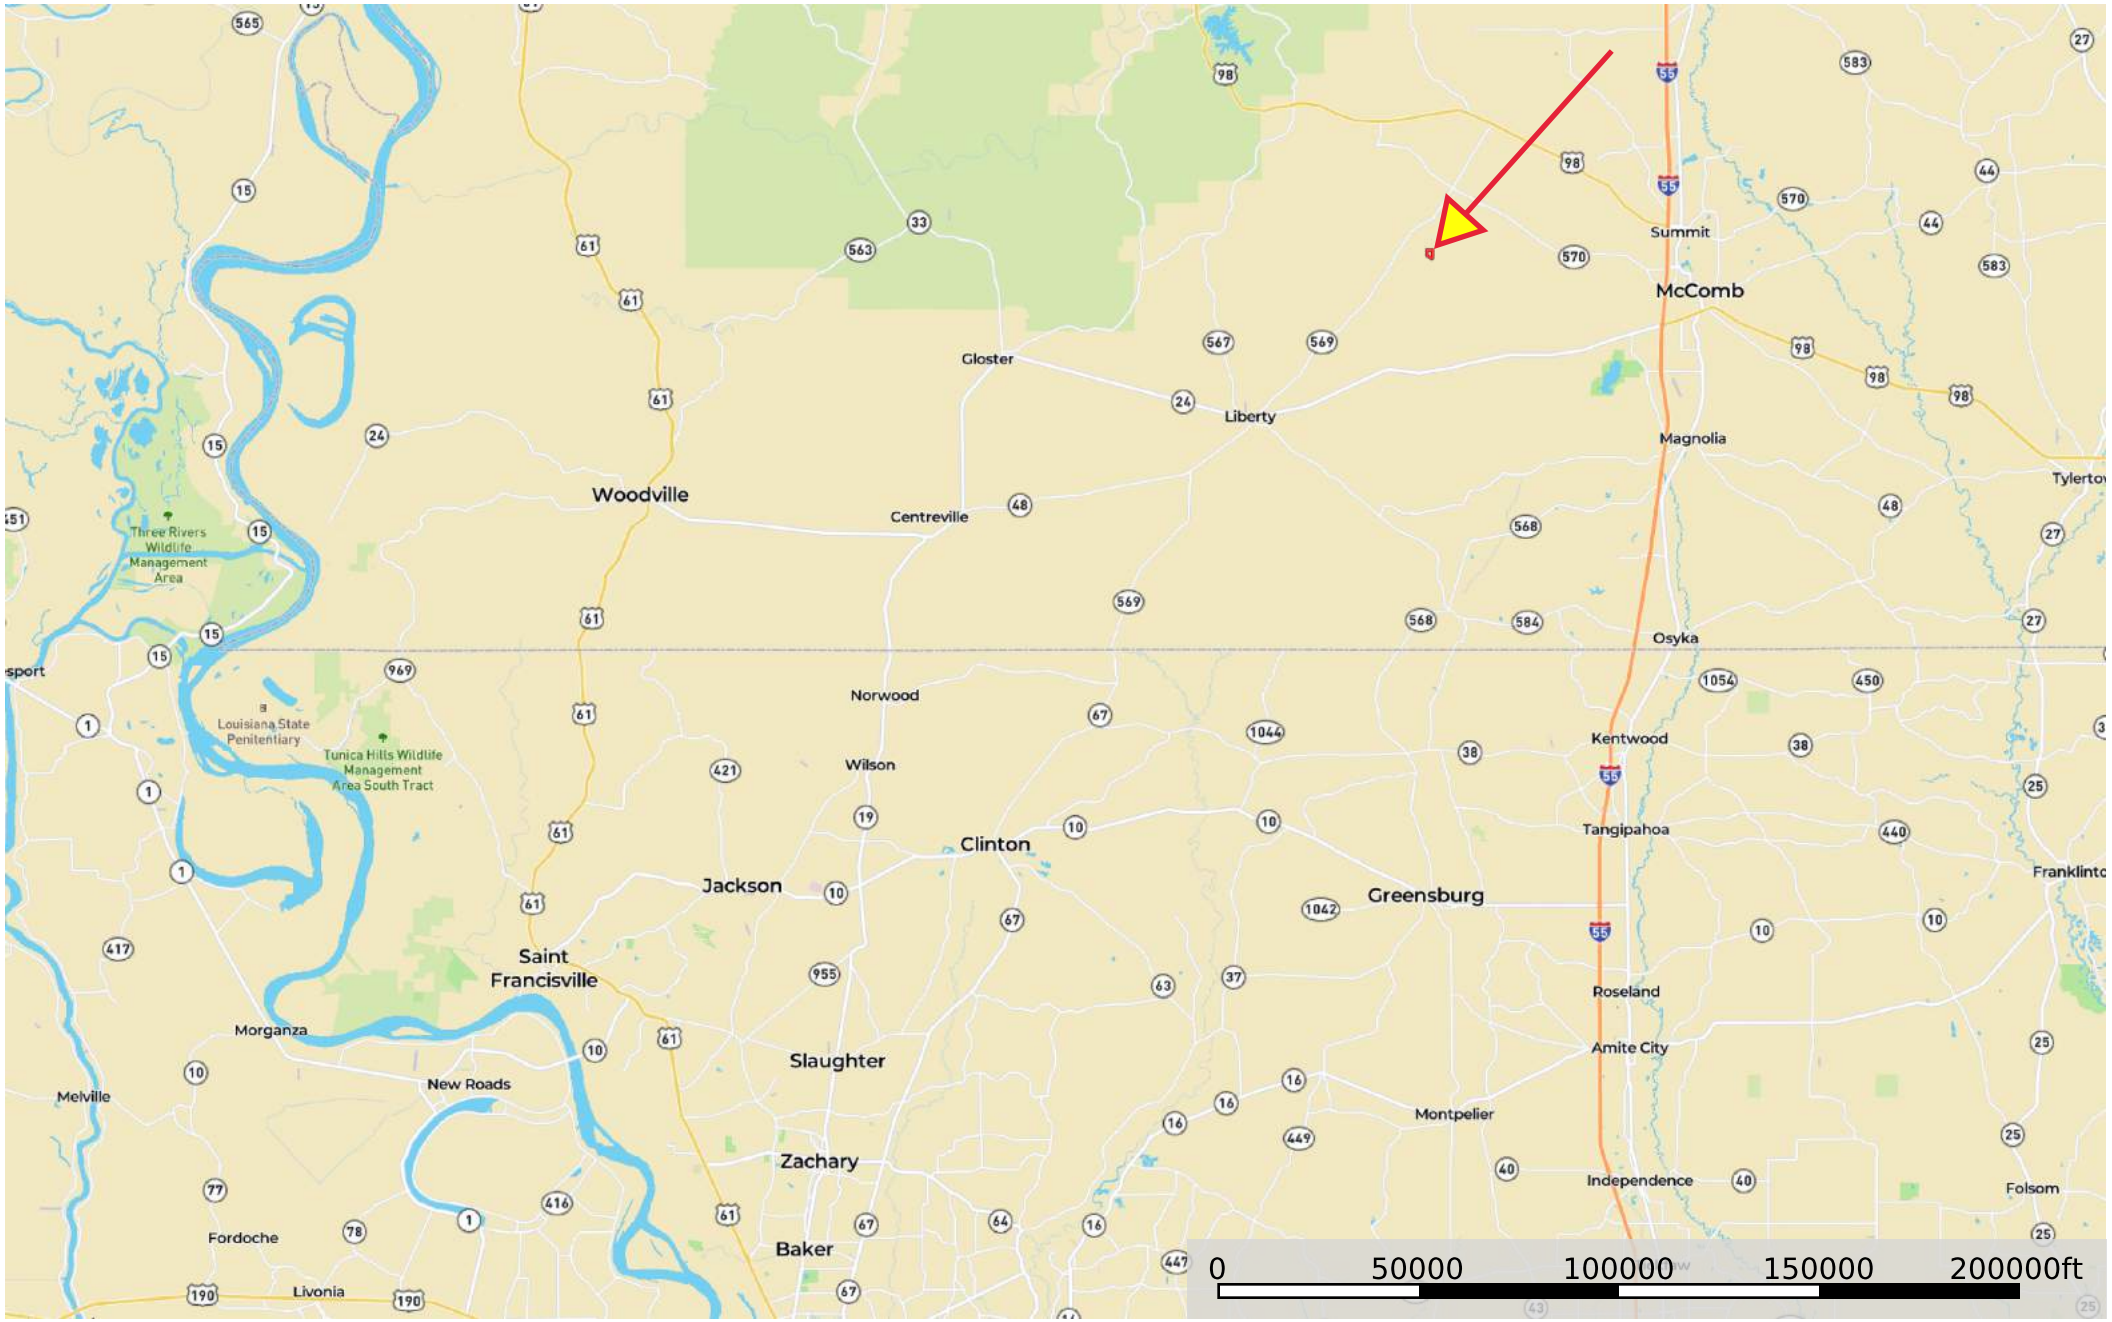 15
61
565
27
98
55
583
15
98
44
55
570
33
44
Summit
61
563
570
583
McComb
61
567
569
98
Gloster
98
61
24
98
Liberty
24
15
Magnolia
Tylerto
Woodville
48
48
Centreville
451
568
15
27
Three Rivers
Wildlife
Management
Area
569
61
568
584
27
15
Osyka
15
969
sport
1054
450
Norwood
61
67
1
Louisiana State
Penitentiary
1044
Kentwood
38
38
Tunica Hills Wildlife
Management
Area South Tract
421
Wilson
55
25
1
19
10
10
61
Tangipahoa
440
Clinton
1
Franklinto
Jackson
10
Greensburg
61
1042
67
10
10
55
417
Saint
Francisville
955
37
63
Roseland
Morganza
61
25
10
Amite City
Slaughter
10
16
New Roads
Melville
16
Montpelier
16
449
25
Zachary
40
Independence
40
77
Folsom
416
61
1
67
64
16
78
25
Fordoche
Baker
447
0 50000 100000 150000 200000ft
190
Livonia
190
67
43
25